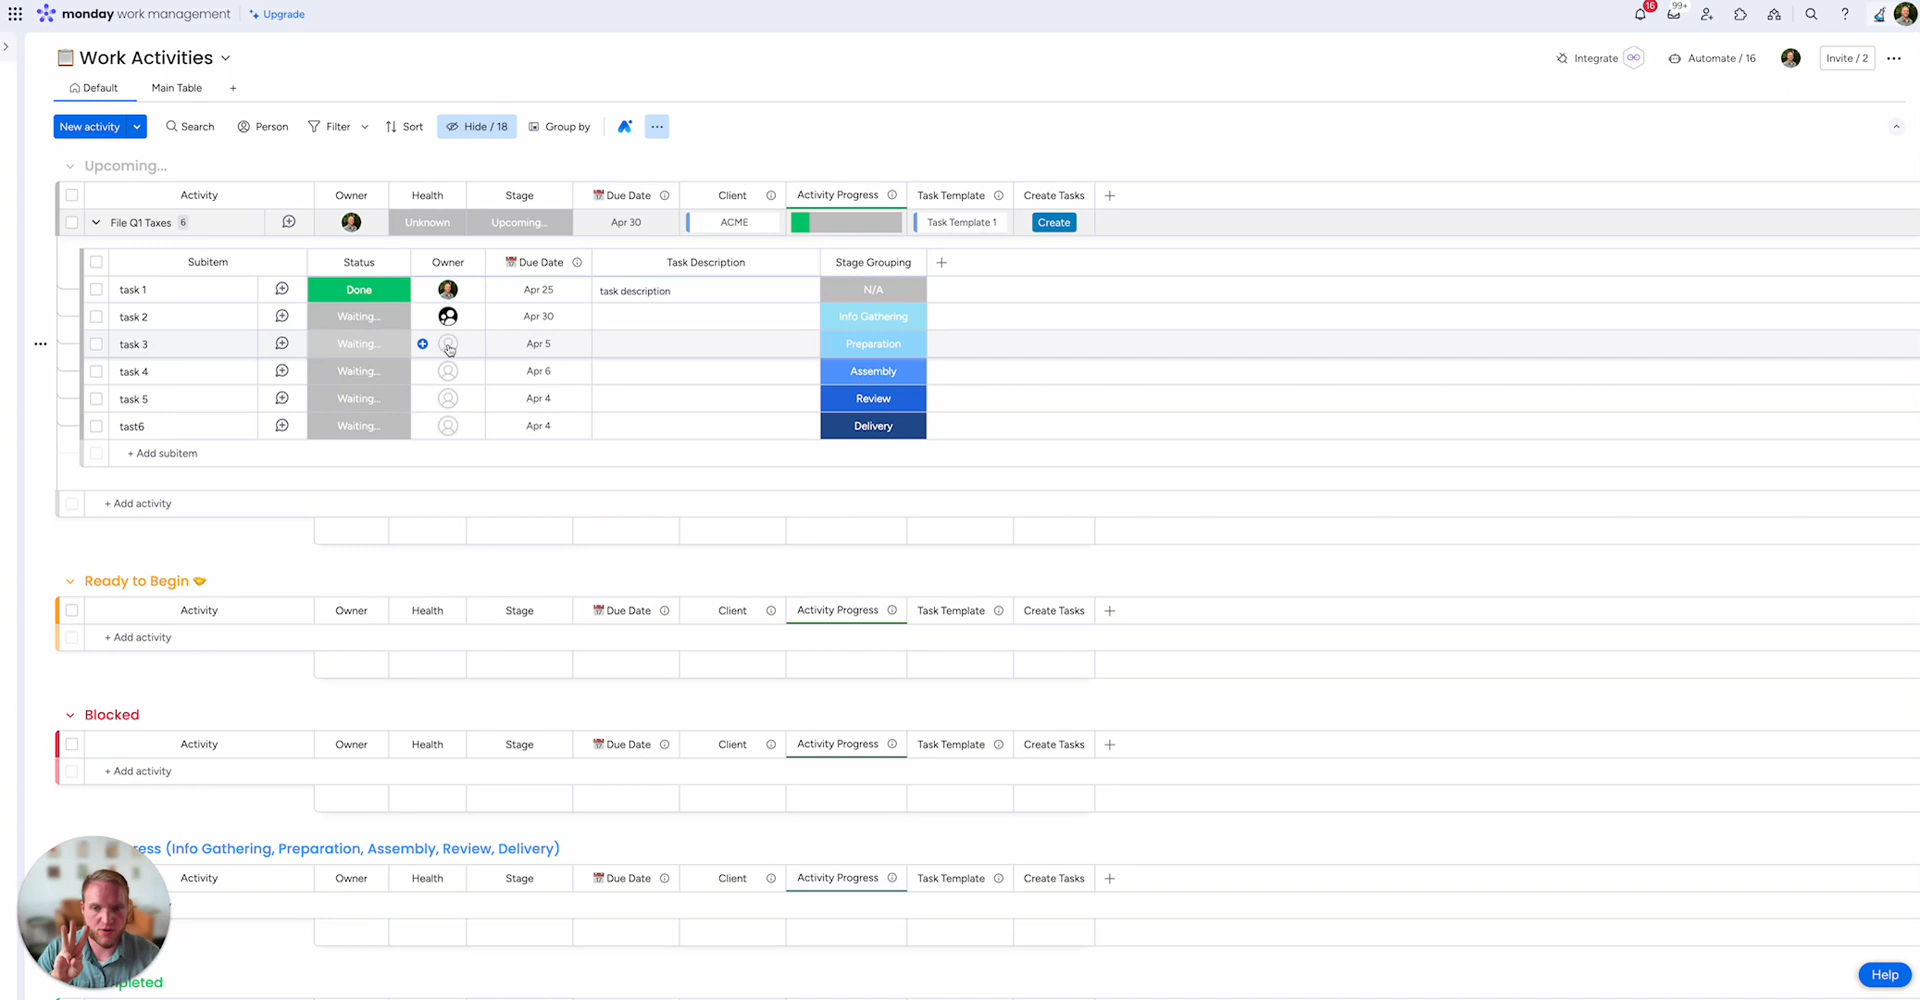 monday work management Upgrade 16 99+
Work Activities Integrate Automate / 16 Invite / 2
Default Main Table +
New activity Search Person Filter Sort Hide / 18 Group by
Upcoming...
Activity Owner Health Stage Due Date Client Activity Progress Task Template Create Tasks +
File Q1 Taxes 6 Unknown Upcoming... Apr 30 ACME Task Template 1 Create
Subitem Status Owner Due Date Task Description Stage Grouping +
task 1 Done Apr 25 task description N/A
task 2 Waiting... Apr 30 Info Gathering
task 3 Waiting... Apr 5 Preparation
task 4 Waiting... Apr 6 Assembly
task 5 Waiting... Apr 4 Review
tast6 Waiting... Apr 4 Delivery
+ Add subitem
+ Add activity
Ready to Begin
Activity Owner Health Stage Due Date Client Activity Progress Task Template Create Tasks +
+ Add activity
Blocked
Activity Owner Health Stage Due Date Client Activity Progress Task Template Create Tasks +
+ Add activity
(Info Gathering, Preparation, Assembly, Review, Delivery)
Activity Owner Health Stage Due Date Client Activity Progress Task Template Create Tasks +
Help